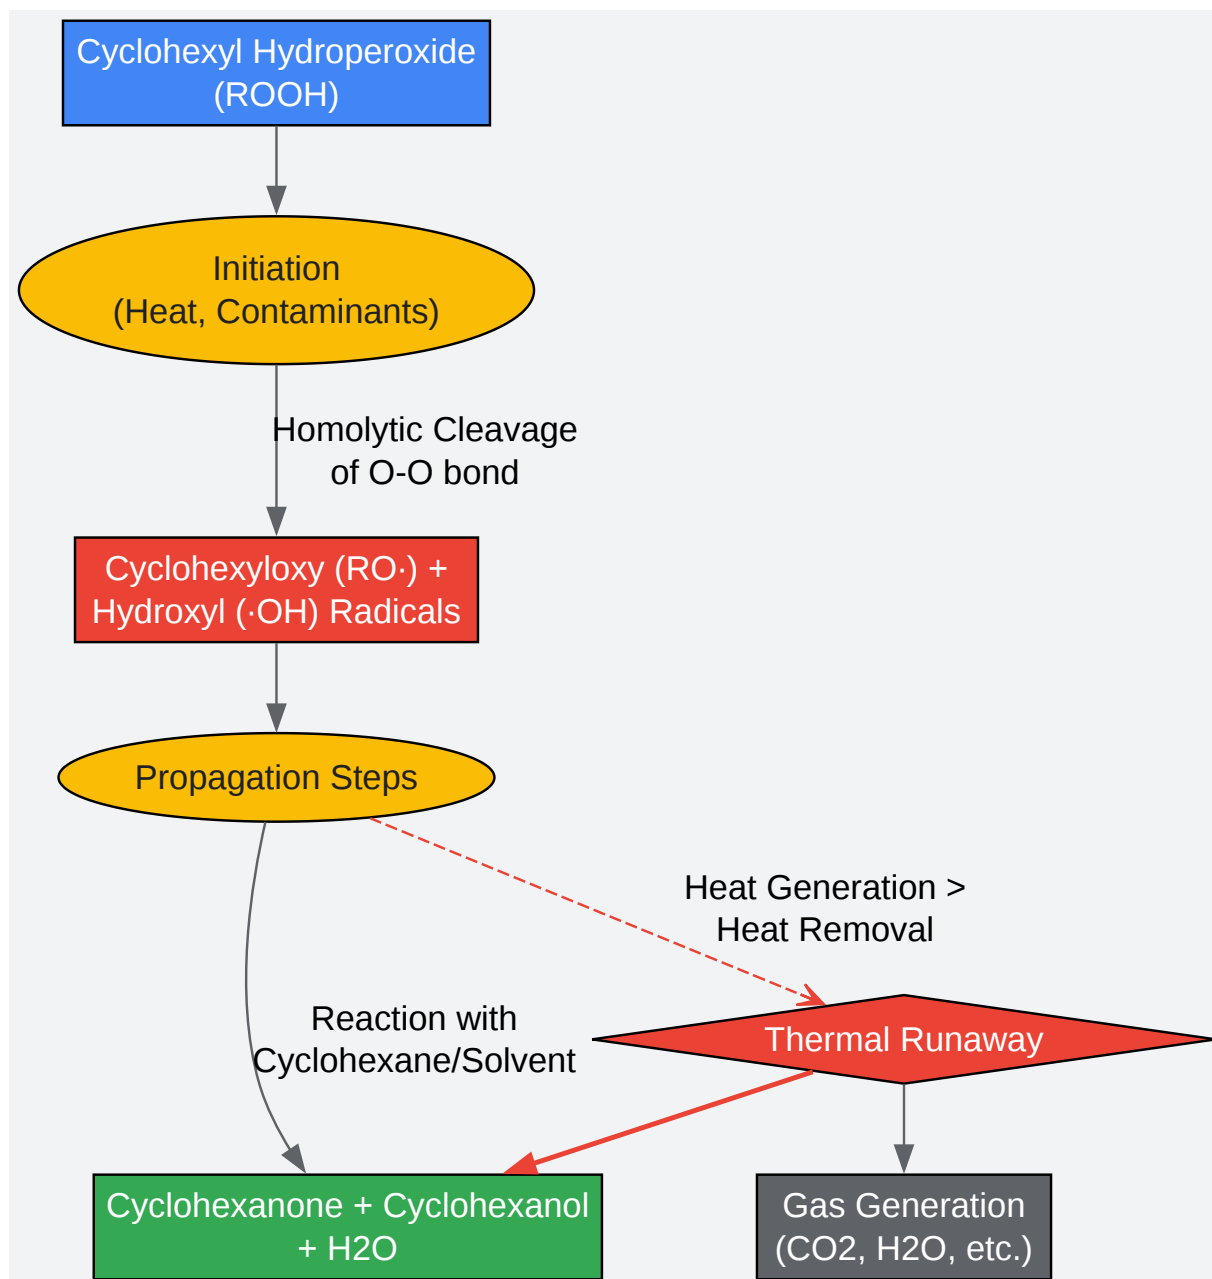 Cyclohexyl Hydroperoxide
(ROOH)
Initiation
(Heat, Contaminants)
Homolytic Cleavage
of O-O bond
Cyclohexyloxy (RO·) +
Hydroxyl (·OH) Radicals
Propagation Steps
Heat Generation >
Heat Removal
Reaction with
Cyclohexane/Solvent
Thermal Runaway
Cyclohexanone + Cyclohexanol
+ H2O
Gas Generation
(CO2, H2O, etc.)